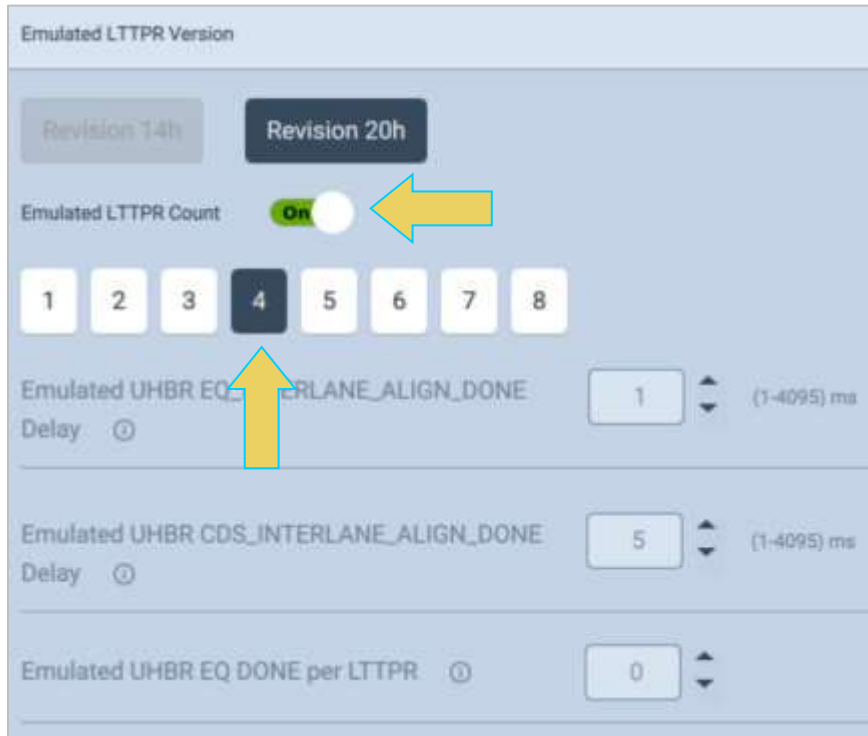 Emulated LTTPR Version
Revision 14h Revision 20h
Emulated LTTPR Count On
1 2 3 4 5 6 7 8
Emulated UHBR EQ_ ERLANE_ALIGN_DONE 1 (1-4095) ms
Delay
Emulated UHBR CDS_INTERLANE_ALIGN_DONE 5 (1-4095) ms
Delay
Emulated UHBR EQ DONE per LTTPR 0